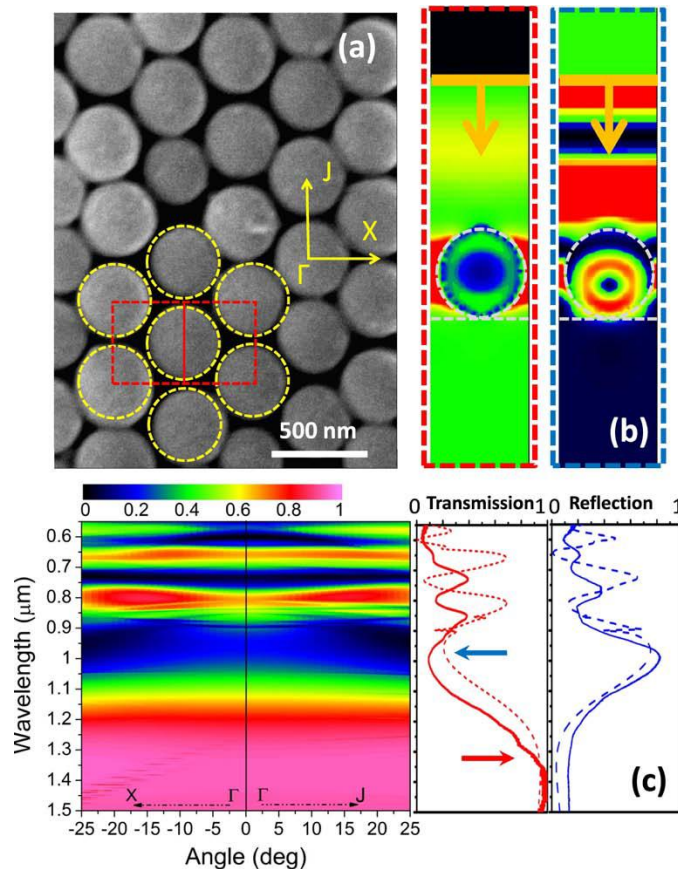 (a)
J
X
Γ
500 nm
(b)
0 0.2 0.4 0.6 0.8 1
0 Transmission 1 0 Reflection 1
0.6
0.7
0.8
0.9
1
1.1
1.2
1.3
1.4
1.5
Wavelength (μm)
X Γ Γ J
-25 -20 -15 -10 -5 0 5 10 15 20 25
Angle (deg)
(c)